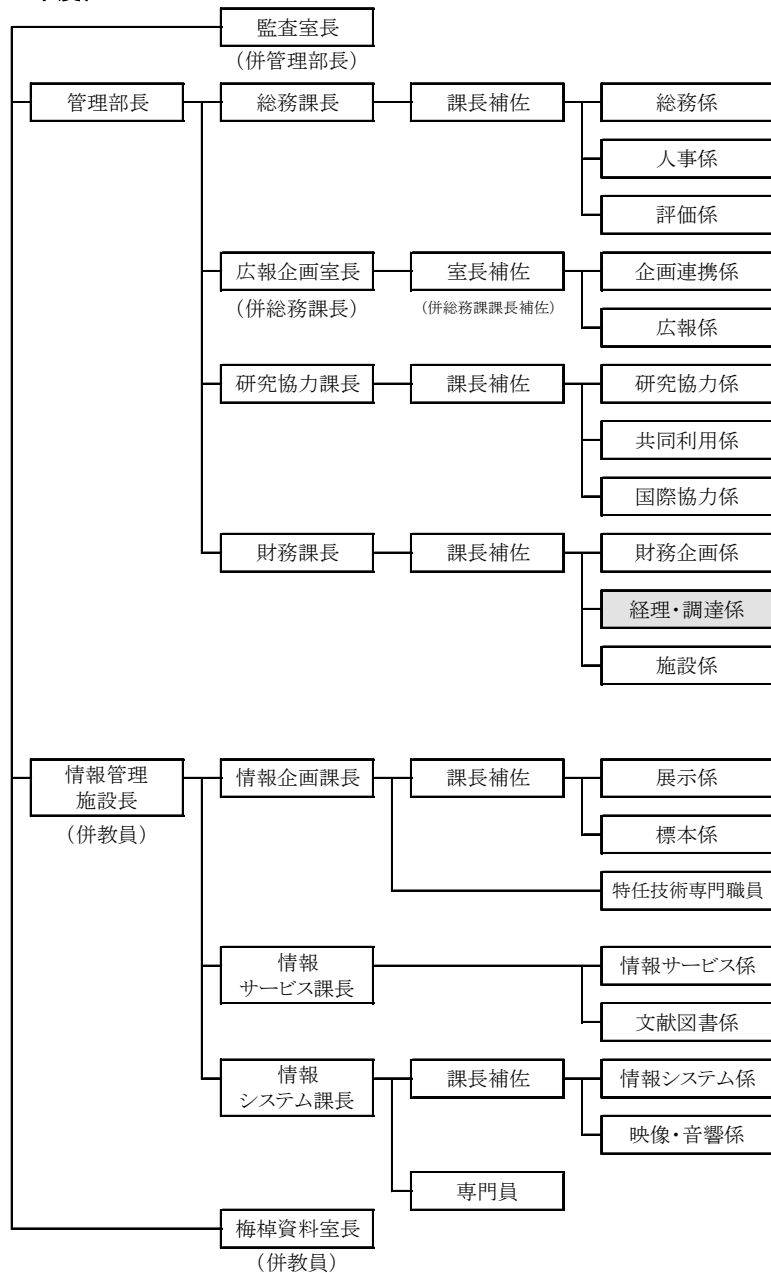 監査室長
（併管理部長）
管理部長
総務課長
課長補佐
総務係
人事係
評価係
広報企画室長
（併総務課長）
室長補佐
（併総務課課長補佐）
企画連携係
広報係
研究協力課長
課長補佐
研究協力係
共同利用係
国際協力係
財務課長
課長補佐
財務企画係
経理・調達係
施設係
情報管理
施設長
（併教員）
情報企画課長
課長補佐
展示係
標本係
特任技術専門職員
情報
サービス課長
情報サービス係
文献図書係
情報
システム課長
課長補佐
情報システム係
映像・音響係
専門員
梅棹資料室長
（併教員）